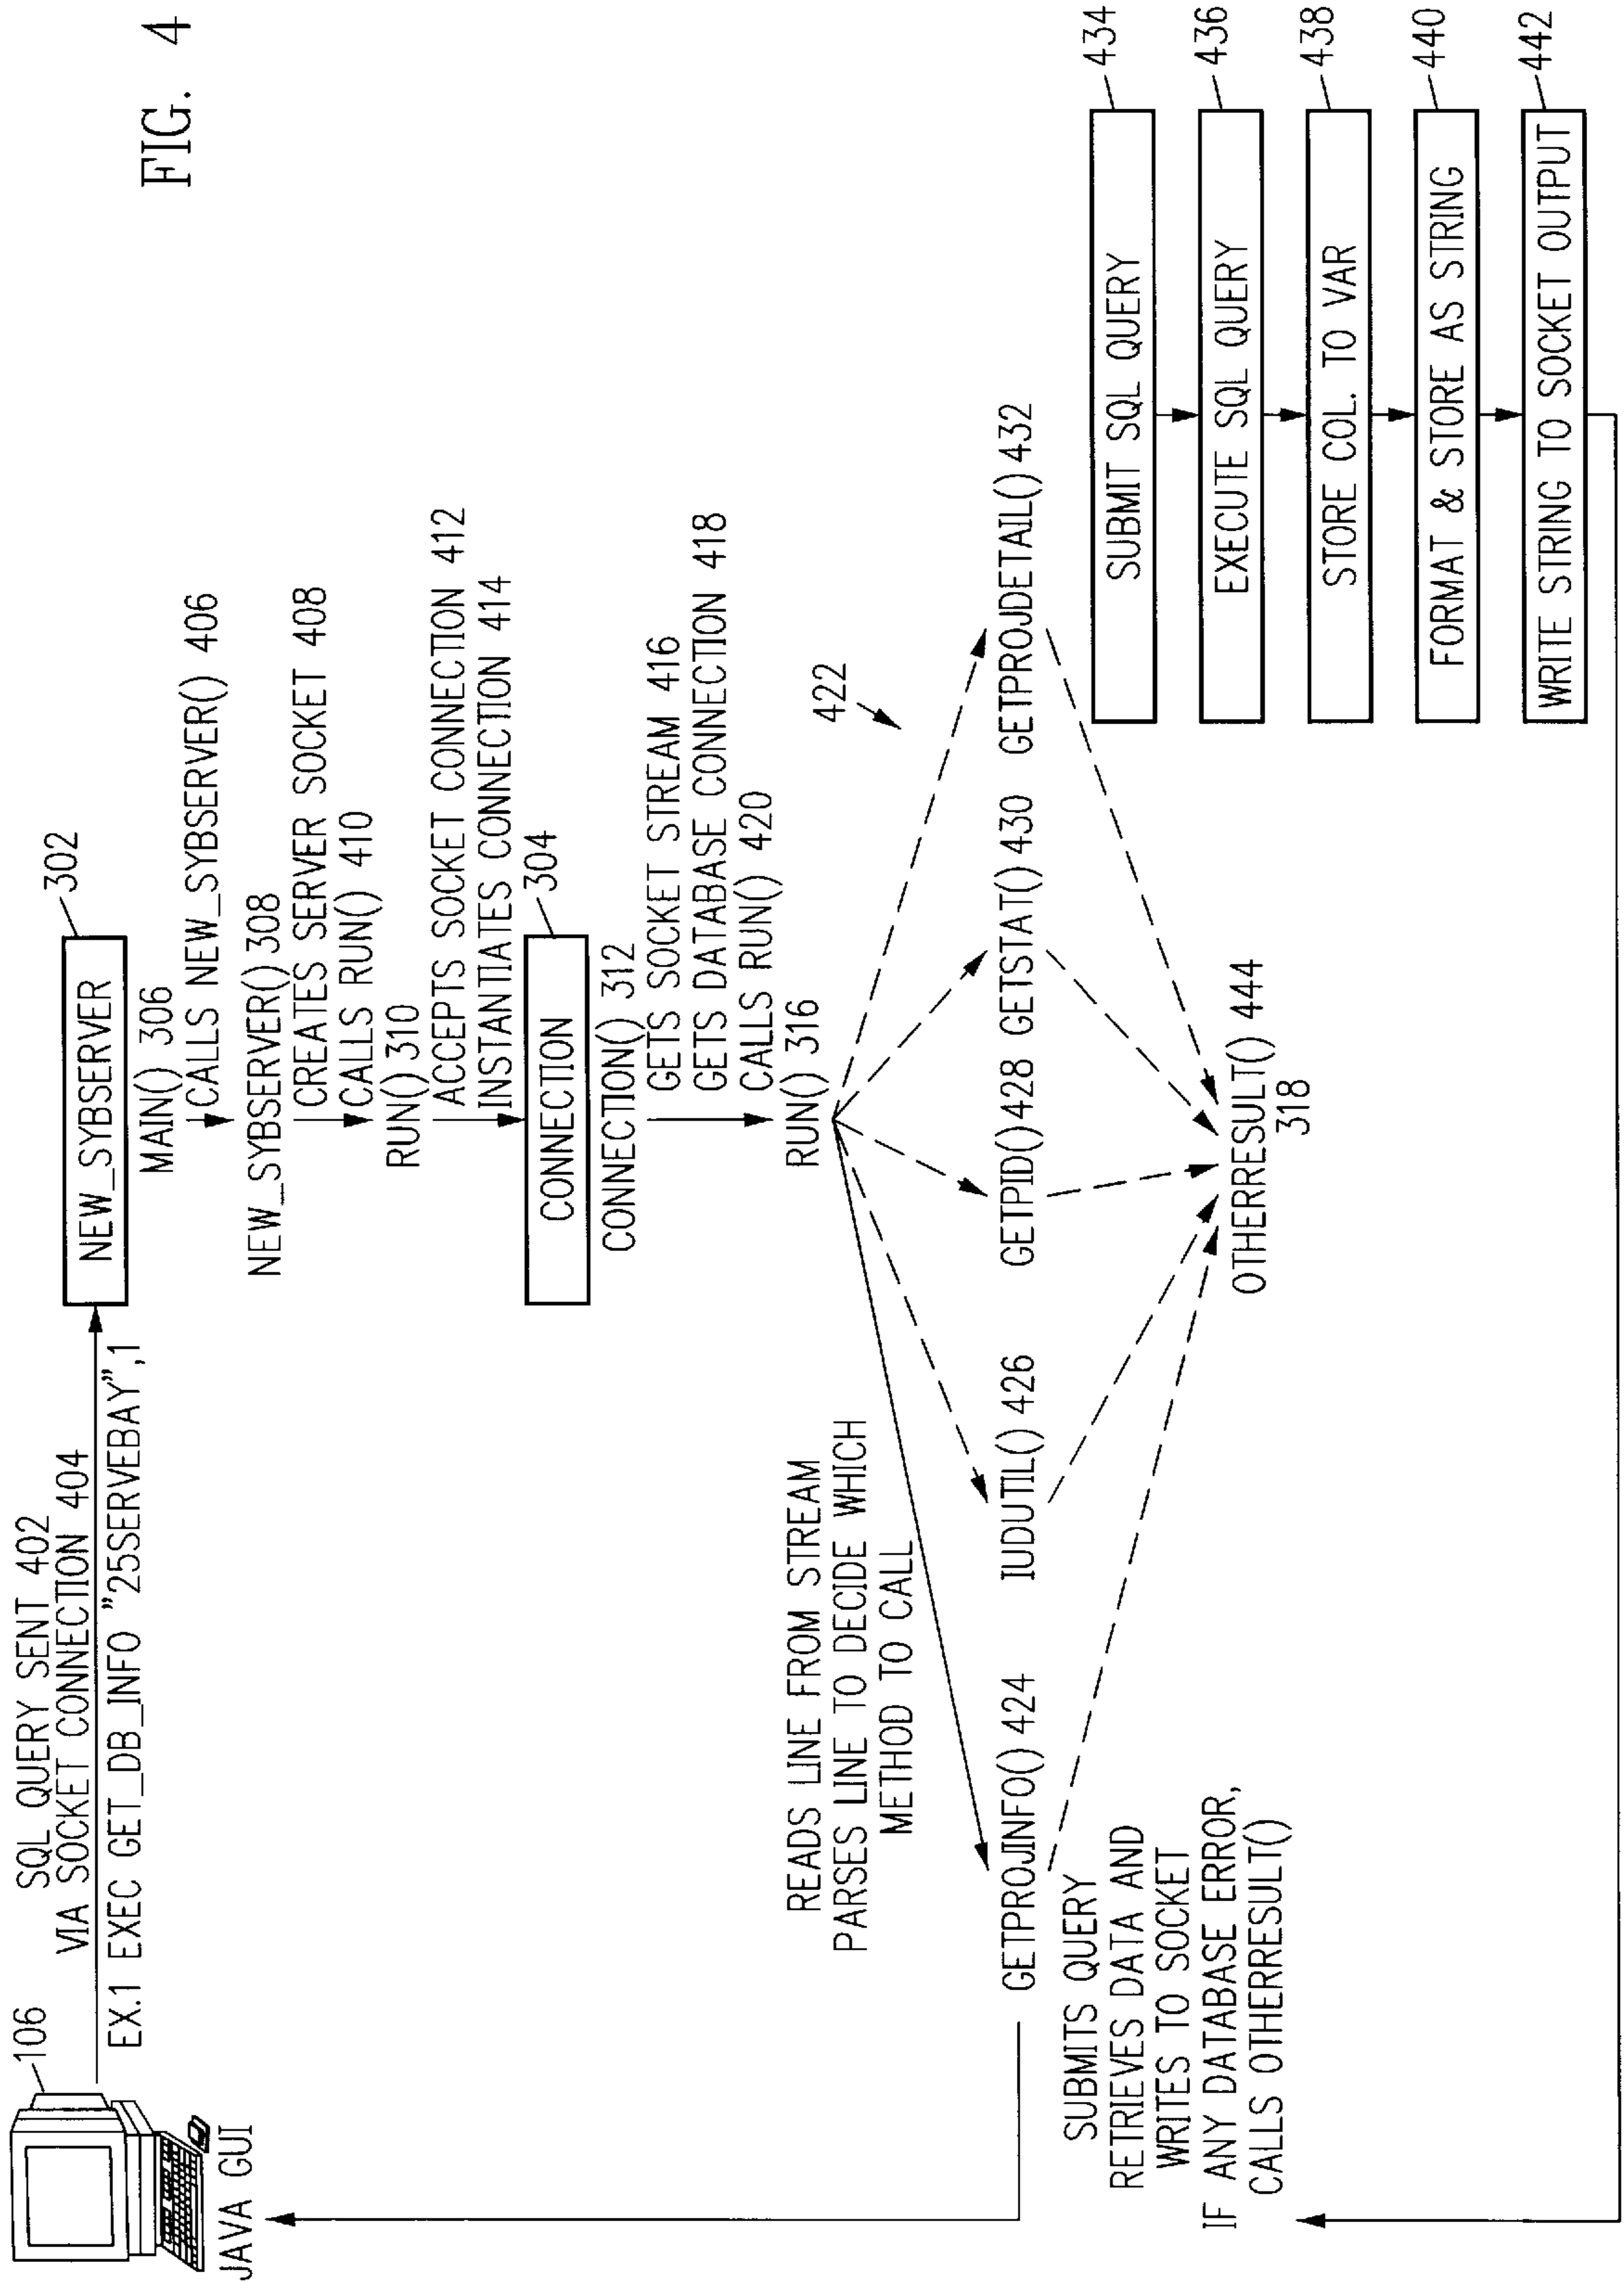 FIG. 4
106
JAVA GUI
SQL QUERY SENT 402
VIA SOCKET CONNECTION 404
EX.1 EXEC GET_DB_INFO "25SERVEBAY",1
302
NEW_SYBSERVER
MAIN() 306
CALLS NEW_SYBSERVER() 406
NEW_SYBSERVER() 308
CREATES SERVER SOCKET 408
CALLS RUN() 410
RUN() 310
ACCEPTS SOCKET CONNECTION 412
INSTANTIATES CONNECTION 414
304
CONNECTION
CONNECTION() 312
GETS SOCKET STREAM 416
GETS DATABASE CONNECTION 418
CALLS RUN() 420
RUN() 316
422
READS LINE FROM STREAM
PARSES LINE TO DECIDE WHICH
METHOD TO CALL
GETPROJINFO() 424
IUDUTIL() 426
GETPID() 428
GETSTAT() 430
GETPROJDETAIL() 432
SUBMITS QUERY
RETRIEVES DATA AND
WRITES TO SOCKET
IF ANY DATABASE ERROR,
CALLS OTHERRESULT()
OTHERRESULT() 444
318
SUBMIT SQL QUERY
434
EXECUTE SQL QUERY
436
STORE COL. TO VAR
438
FORMAT & STORE AS STRING
440
WRITE STRING TO SOCKET OUTPUT
442